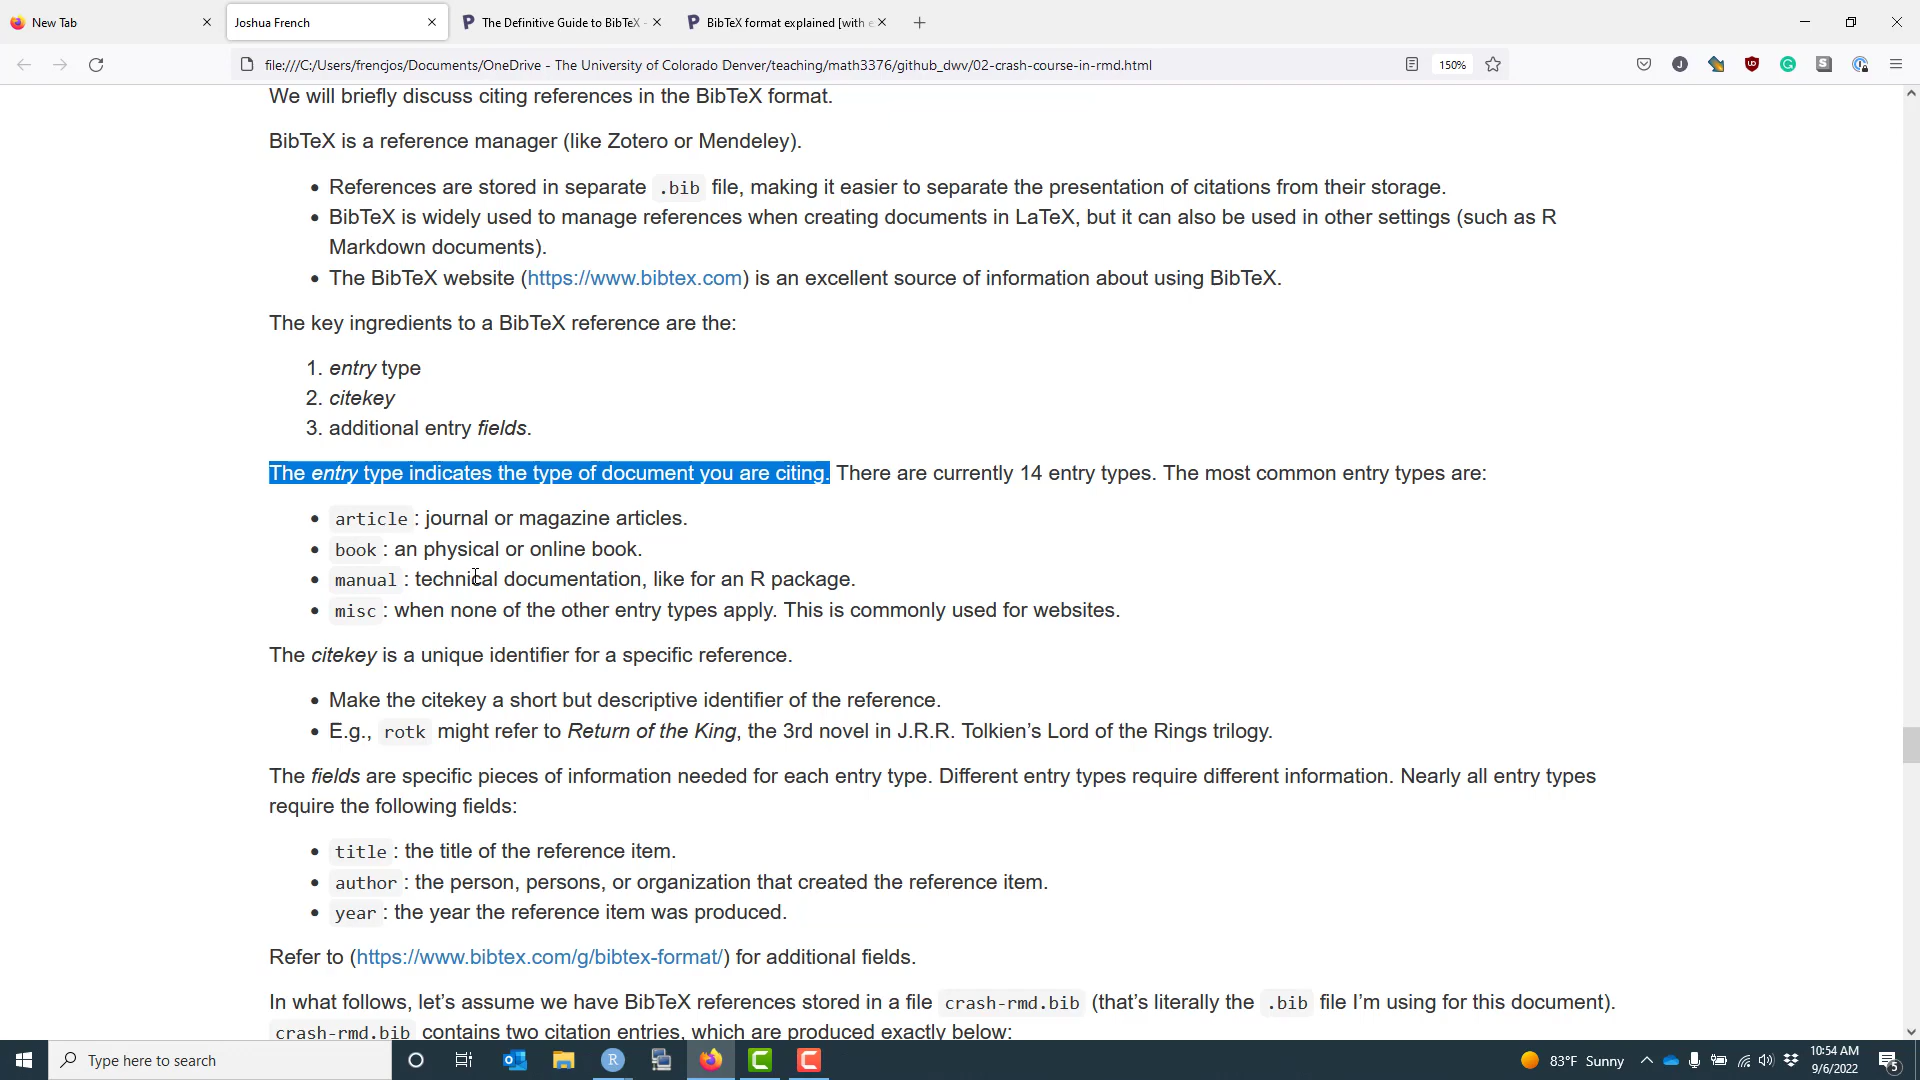 New Tab
Joshua French
The Definitive Guide to BibTeX -
BibTeX format explained [with e
file:///C:/Users/frencjos/Documents/OneDrive - The University of Colorado Denver/teaching/math3376/github_dwv/02-crash-course-in-rmd.html
150%
We will briefly discuss citing references in the BibTeX format.
BibTeX is a reference manager (like Zotero or Mendeley).
• References are stored in separate .bib file, making it easier to separate the presentation of citations from their storage.
• BibTeX is widely used to manage references when creating documents in LaTeX, but it can also be used in other settings (such as R
Markdown documents).
• The BibTeX website (https://www.bibtex.com) is an excellent source of information about using BibTeX.
The key ingredients to a BibTeX reference are the:
1. entry type
2. citekey
3. additional entry fields.
The entry type indicates the type of document you are citing. There are currently 14 entry types. The most common entry types are:
• article : journal or magazine articles.
• book : an physical or online book.
• manual : technical documentation, like for an R package.
• misc : when none of the other entry types apply. This is commonly used for websites.
The citekey is a unique identifier for a specific reference.
• Make the citekey a short but descriptive identifier of the reference.
• E.g., rotk might refer to Return of the King, the 3rd novel in J.R.R. Tolkien's Lord of the Rings trilogy.
The fields are specific pieces of information needed for each entry type. Different entry types require different information. Nearly all entry types
require the following fields:
• title : the title of the reference item.
• author : the person, persons, or organization that created the reference item.
• year : the year the reference item was produced.
Refer to (https://www.bibtex.com/g/bibtex-format/) for additional fields.
In what follows, let's assume we have BibTeX references stored in a file crash-rmd.bib (that's literally the .bib file I'm using for this document).
crash-rmd.bib contains two citation entries, which are produced exactly below:
Type here to search
83°F Sunny
10:54 AM
9/6/2022
5